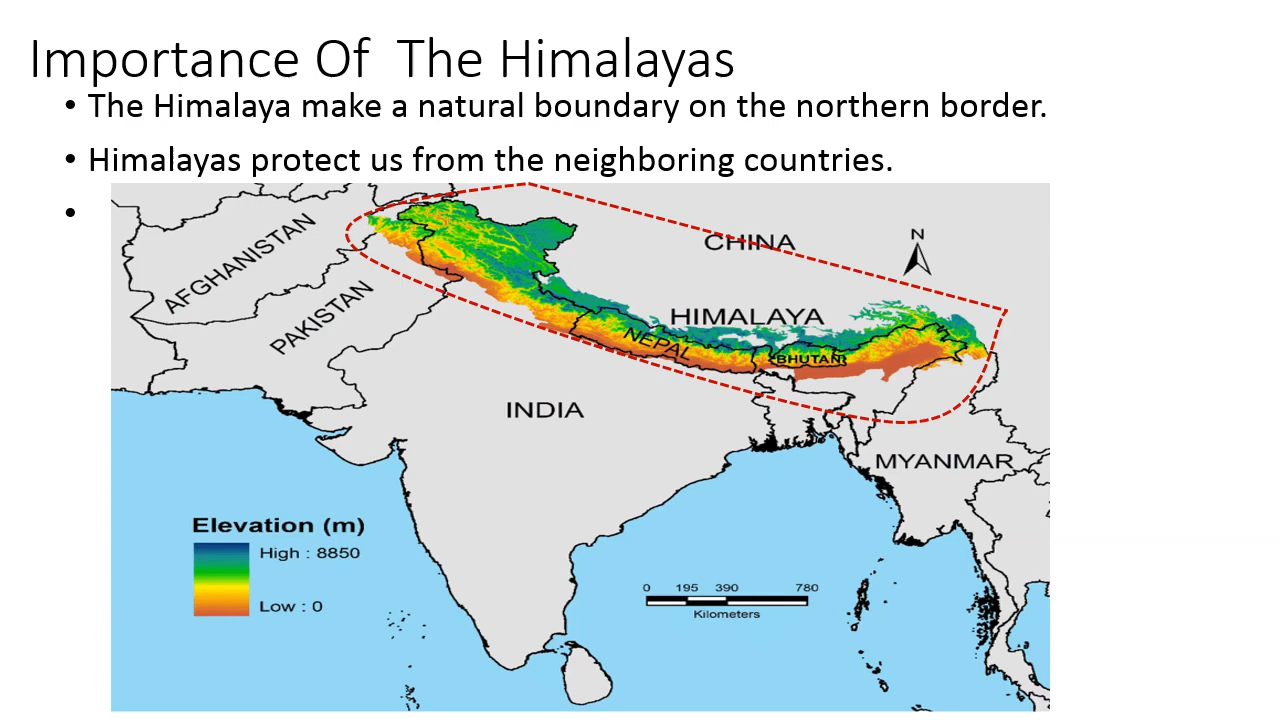 Importance Of  The Himalayas
• The Himalaya make a natural boundary on the northern border.
• Himalayas protect us from the neighboring countries.
•
AFGHANISTAN
PAKISTAN
CHINA
N
HIMALAYA
NEPAL
BHUTAN
INDIA
MYANMAR
Elevation (m)
High : 8850
Low : 0
0 195 390 780
Kilometers